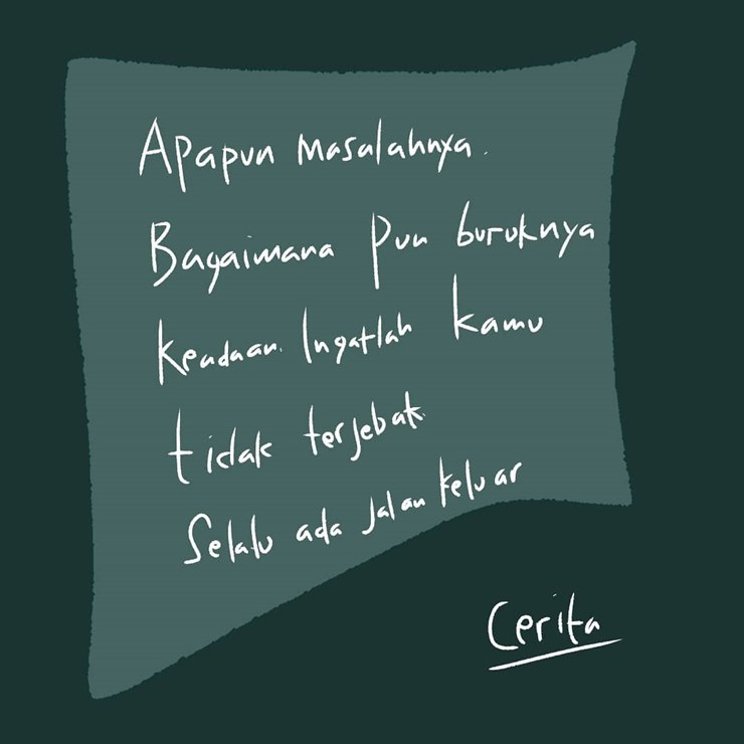 Apapun masalahnya.
Bagaimana pun buruknya
keadaan. Ingatlah kamu
tidak terjebak.
Selalu ada jalan keluar
Cerita